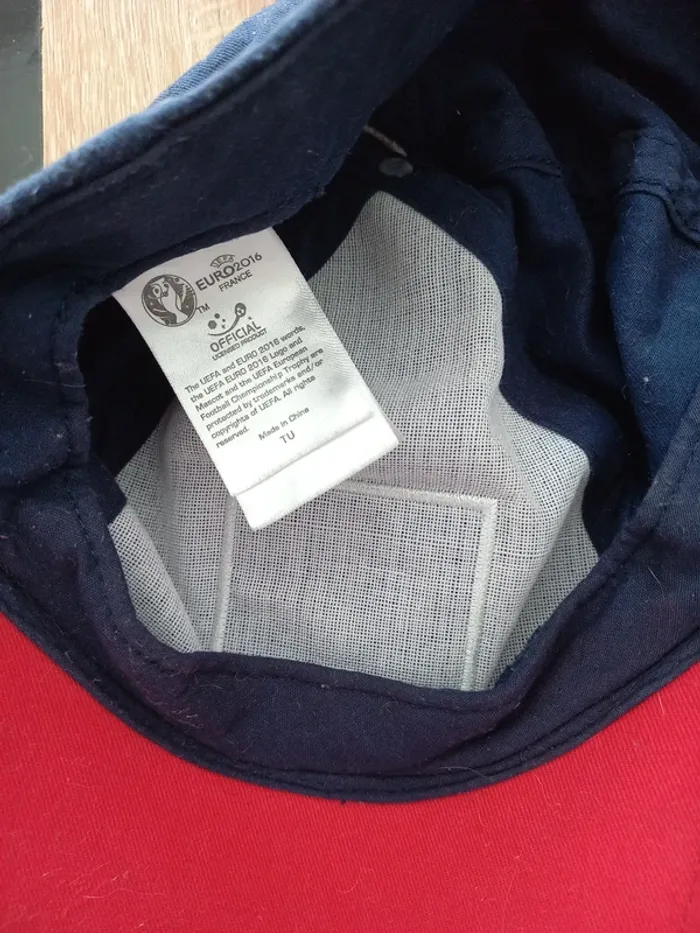 UEFA
EURO2016
FRANCE
TM
OFFICIAL
LICENSED PRODUCT
The UEFA and EURO 2016 words,
the UEFA EURO 2016 Logo and
Mascot and the UEFA European
Football Championship Trophy are
protected by trademarks and/or
copyrights of UEFA. All rights
reserved.
Made in China
TU